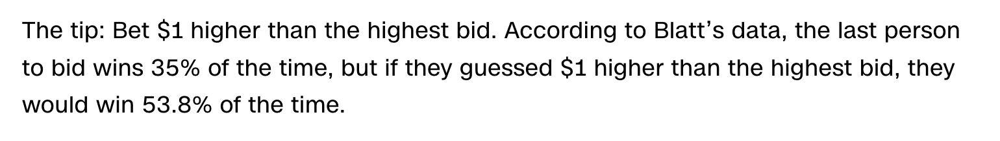 The tip: Bet $1 higher than the highest bid. According to Blatt’s data, the last person
to bid wins 35% of the time, but if they guessed $1 higher than the highest bid, they
would win 53.8% of the time.